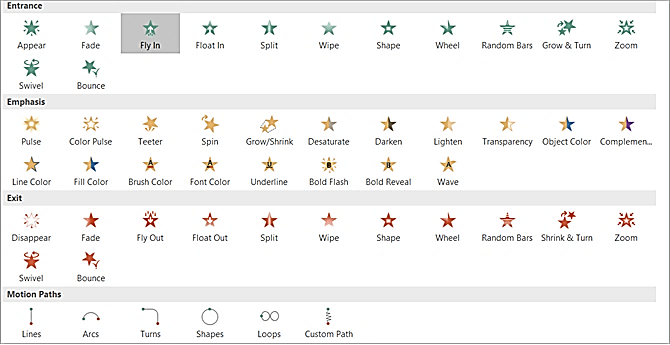 Entrance
Appear Fade Fly In Float In Split Wipe Shape Wheel Random Bars Grow & Turn Zoom
Swivel Bounce
Emphasis
Pulse Color Pulse Teeter Spin Grow/Shrink Desaturate Darken Lighten Transparency Object Color Complemen...
Line Color Fill Color Brush Color Font Color Underline Bold Flash Bold Reveal Wave
Exit
Disappear Fade Fly Out Float Out Split Wipe Shape Wheel Random Bars Shrink & Turn Zoom
Swivel Bounce
Motion Paths
Lines Arcs Turns Shapes Loops Custom Path